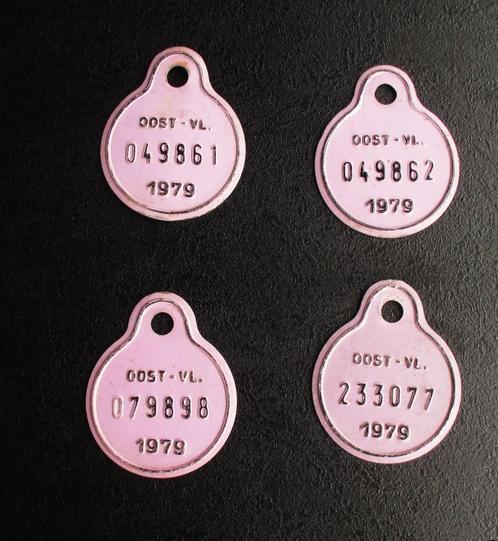 OOST - VL.
049861
1979
OOST - VL.
049862
1979
OOST - VL.
079898
1979
OOST - VL.
233077
1979